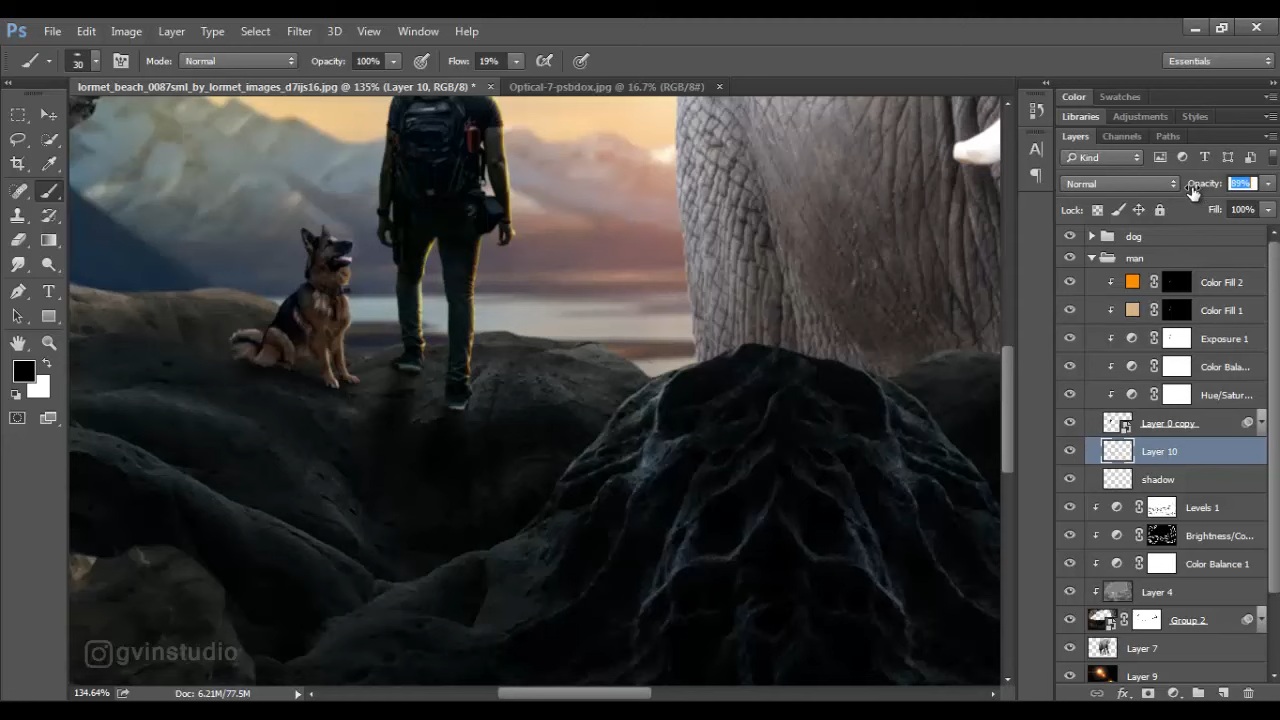 Ps File Edit Image Layer Type Select Filter 3D View Window Help
30 Mode: Normal Opacity: 100% Flow: 19% Essentials
lormet_beach_0087sml_by_lormet_images_d7ijs16.jpg @ 135% (Layer 10, RGB/8) * × Optical-7-psbdox.jpg @ 16.7% (RGB/8#) ×
Color Swatches
Libraries Adjustments Styles
Layers Channels Paths
Kind
Normal Opacity: 89%
Lock: Fill: 100%
dog
man
Color Fill 2
Color Fill 1
Exposure 1
Color Bala...
Hue/Satur...
Layer 0 copy
Layer 10
shadow
Levels 1
Brightness/Co...
Color Balance 1
Layer 4
Group 2
Layer 7
Layer 9
gvinstudio
134.64% Doc: 6.21M/77.5M